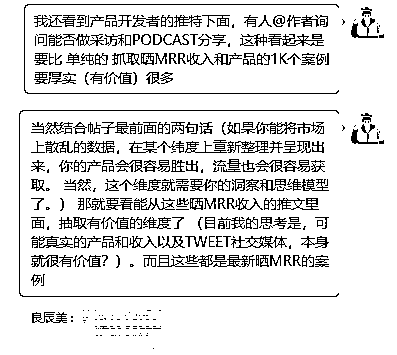 我还看到产品开发者的推特下面，有人@作者询
问能否做采访和PODCAST分享，这种看起来是
要比 单纯的 抓取晒MRR收入和产品的1K个案例
要厚实（有价值）很多
当然结合帖子最前面的两句话（如果你能将市场
上散乱的数据，在某个纬度上重新整理并呈现出
来，你的产品会很容易胜出，流量也会很容易获
取。 当然，这个维度就需要你的洞察和思维模型
了。） 那就要看能从这些晒MRR收入的推文里
面，抽取有价值的维度了 （目前我的思考是，可
能真实的产品和收入以及TWEET社交媒体，本身
就很有价值？）。而且这些都是最新晒MRR的案
例
良辰美：